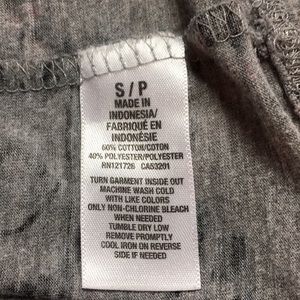 S/P
MADE IN
INDONESIA/
FABRIQUÉ EN
INDONÉSIE
60% COTTON/COTON
40% POLYESTER/POLYESTER
RN121726 CA53201
TURN GARMENT INSIDE OUT
MACHINE WASH COLD
WITH LIKE COLORS
ONLY NON-CHLORINE BLEACH
WHEN NEEDED
TUMBLE DRY LOW
REMOVE PROMPTLY
COOL IRON ON REVERSE
SIDE IF NEEDED